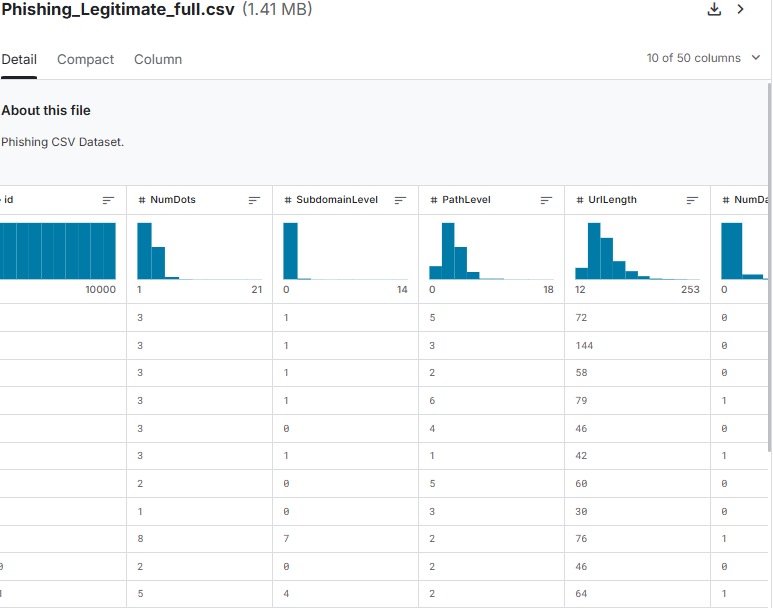 Phishing_Legitimate_full.csv (1.41 MB)
Detail Compact Column 10 of 50 columns
About this file
Phishing CSV Dataset.
id # NumDots # SubdomainLevel # PathLevel # UrlLength # NumDa
10000 1 21 0 14 0 18 12 253 0
3 1 5 72 0
3 1 3 144 0
3 1 2 58 0
3 1 6 79 1
3 0 4 46 0
3 1 1 42 1
2 0 5 60 0
1 0 3 30 0
8 7 2 76 1
0 2 0 2 46 0
1 5 4 2 64 1